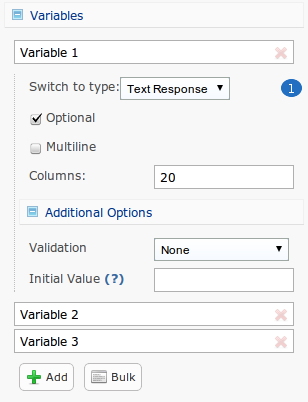 Variables
Variable 1
Switch to type: Text Response 1
Optional
Multiline
Columns: 20
Additional Options
Validation None
Initial Value (?)
Variable 2
Variable 3
Add Bulk